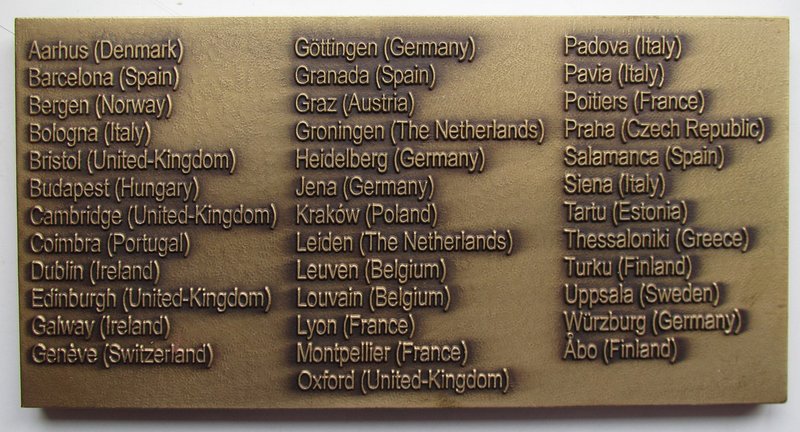 Aarhus (Denmark)
Barcelona (Spain)
Bergen (Norway)
Bologna (Italy)
Bristol (United-Kingdom)
Budapest (Hungary)
Cambridge (United-Kingdom)
Coimbra (Portugal)
Dublin (Ireland)
Edinburgh (United-Kingdom)
Galway (Ireland)
Genève (Switzerland)
Göttingen (Germany)
Granada (Spain)
Graz (Austria)
Groningen (The Netherlands)
Heidelberg (Germany)
Jena (Germany)
Kraków (Poland)
Leiden (The Netherlands)
Leuven (Belgium)
Louvain (Belgium)
Lyon (France)
Montpellier (France)
Oxford (United-Kingdom)
Padova (Italy)
Pavia (Italy)
Poitiers (France)
Praha (Czech Republic)
Salamanca (Spain)
Siena (Italy)
Tartu (Estonia)
Thessaloniki (Greece)
Turku (Finland)
Uppsala (Sweden)
Würzburg (Germany)
Åbo (Finland)